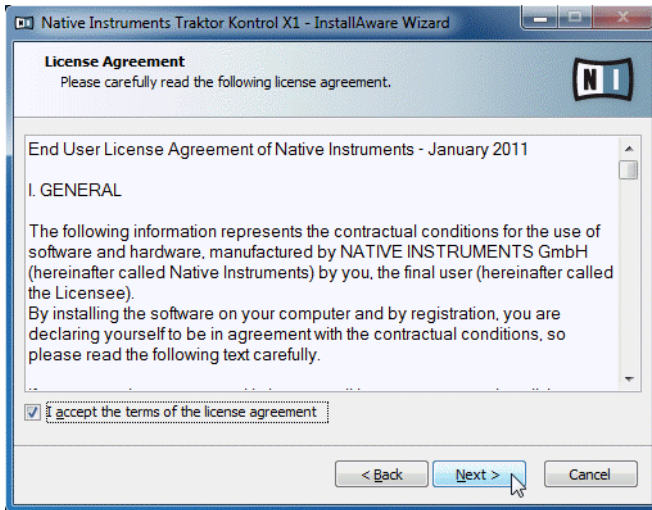 Native Instruments Traktor Kontrol X1 - InstallAware Wizard
License Agreement
Please carefully read the following license agreement.
N I
End User License Agreement of Native Instruments - January 2011
I. GENERAL
The following information represents the contractual conditions for the use of
software and hardware, manufactured by NATIVE INSTRUMENTS GmbH
(hereinafter called Native Instruments) by you, the final user (hereinafter called
the Licensee).
By installing the software on your computer and by registration, you are
declaring yourself to be in agreement with the contractual conditions, so
please read the following text carefully.
I accept the terms of the license agreement
< Back Next > Cancel